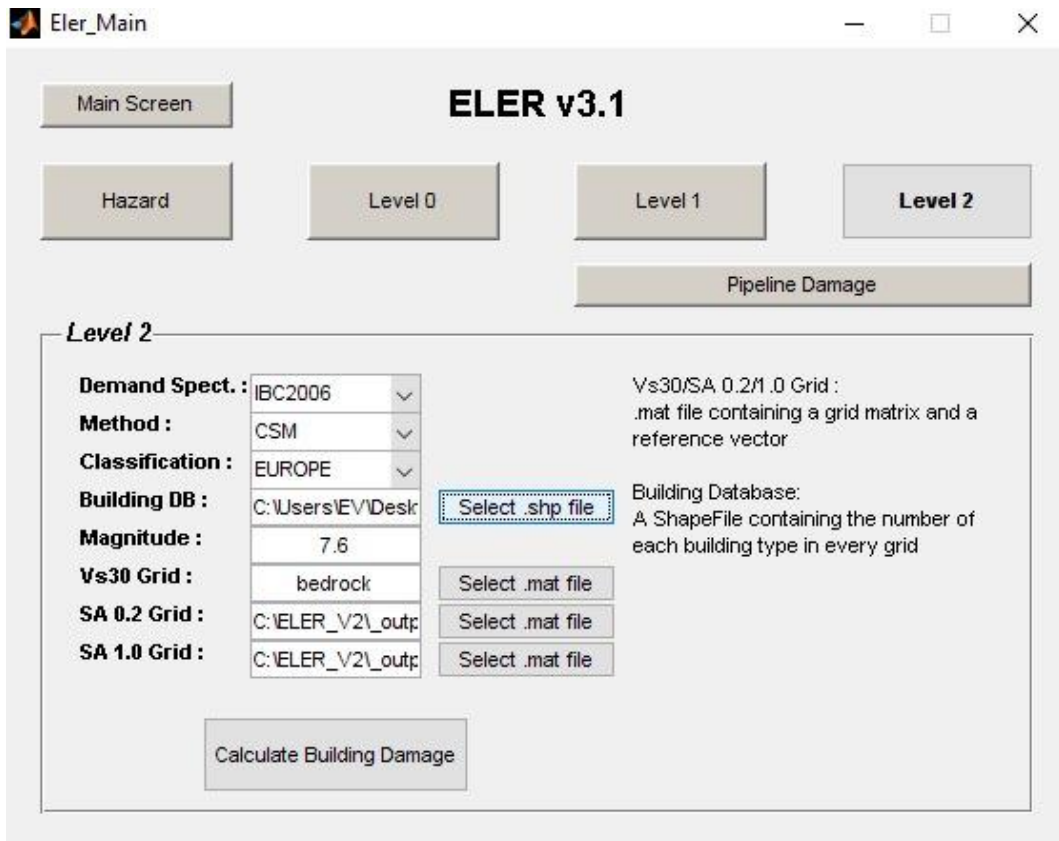 Eler_Main
Main Screen
ELER v3.1
Hazard
Level 0
Level 1
Level 2
Pipeline Damage
Level 2
Demand Spect. : IBC2006
Method : CSM
Classification : EUROPE
Building DB : C:\Users\EV\Desk Select .shp file
Magnitude : 7.6
Vs30 Grid : bedrock Select .mat file
SA 0.2 Grid : C:\ELER_V2\_outp Select .mat file
SA 1.0 Grid : C:\ELER_V2\_outp Select .mat file
Calculate Building Damage
Vs30/SA 0.2/1.0 Grid :
.mat file containing a grid matrix and a
reference vector
Building Database:
A ShapeFile containing the number of
each building type in every grid